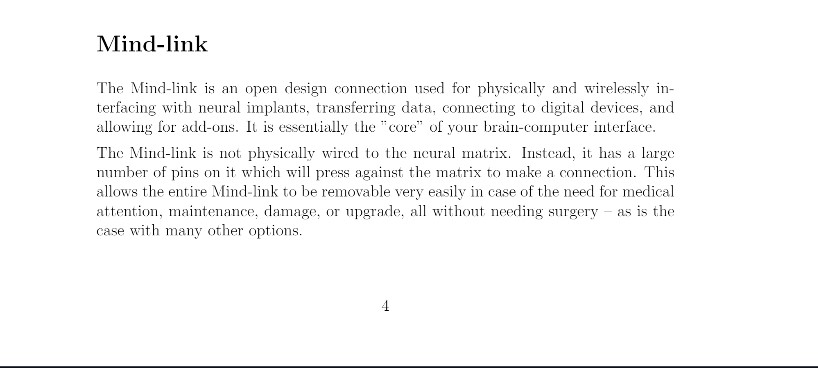 Mind-link
The Mind-link is an open design connection used for physically and wirelessly in-
terfacing with neural implants, transferring data, connecting to digital devices, and
allowing for add-ons. It is essentially the ”core” of your brain-computer interface.
The Mind-link is not physically wired to the neural matrix. Instead, it has a large
number of pins on it which will press against the matrix to make a connection. This
allows the entire Mind-link to be removable very easily in case of the need for medical
attention, maintenance, damage, or upgrade, all without needing surgery – as is the
case with many other options.
4